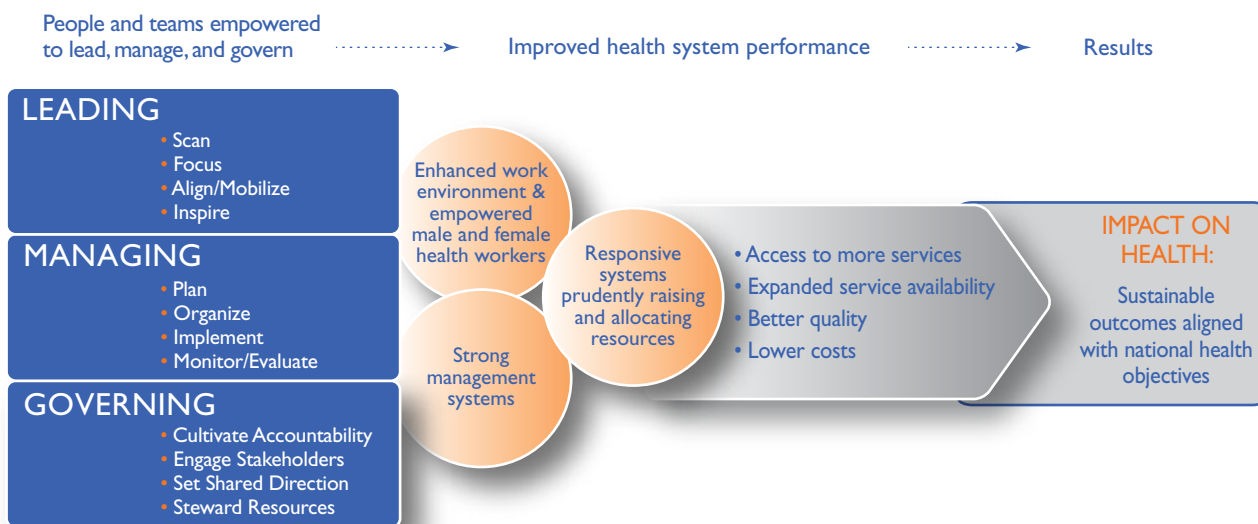 People and teams empowered
to lead, manage, and govern
Improved health system performance
Results
LEADING
• Scan
• Focus
• Align/Mobilize
• Inspire
MANAGING
• Plan
• Organize
• Implement
• Monitor/Evaluate
GOVERNING
• Cultivate Accountability
• Engage Stakeholders
• Set Shared Direction
• Steward Resources
Enhanced work
environment &
empowered
male and female
health workers
Strong
management
systems
Responsive
systems
prudently raising
and allocating
resources
• Access to more services
• Expanded service availability
• Better quality
• Lower costs
IMPACT ON
HEALTH:
Sustainable
outcomes aligned
with national health
objectives